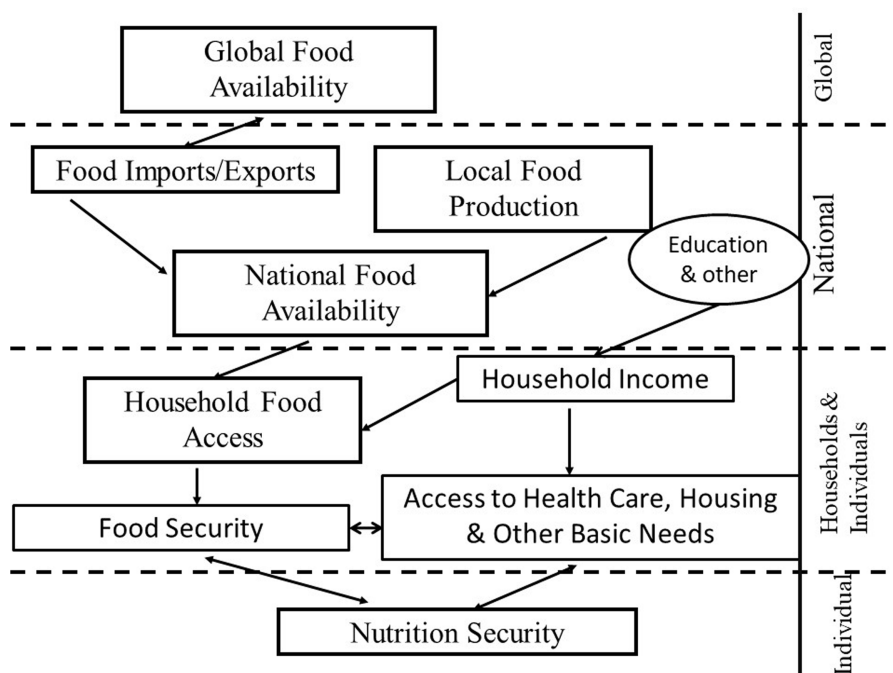 Global Food
Availability
Global
Food Imports/Exports
Local Food
Production
Education
& other
National
National Food
Availability
Household Income
Household Food
Access
Households &
Individuals
Access to Health Care, Housing
& Other Basic Needs
Food Security
Nutrition Security
Individual